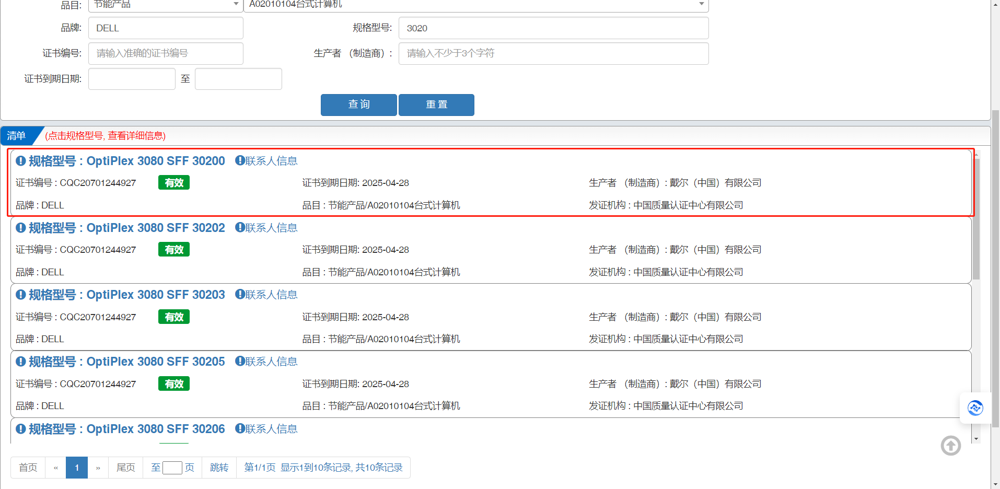 品目: 节能产品 A02010104台式计算机
品牌: DELL 规格型号: 3020
证书编号: 请输入准确的证书编号 生产者 （制造商）: 请输入不少于3个字符
证书到期日期: 至
查 询 重 置
清单 (点击规格型号, 查看详细信息)
规格型号 : OptiPlex 3080 SFF 30200 联系人信息
证书编号 : CQC20701244927 有效 证书到期日期: 2025-04-28 生产者 （制造商）: 戴尔（中国）有限公司
品牌 : DELL 品目 : 节能产品/A02010104台式计算机 发证机构 : 中国质量认证中心有限公司
规格型号 : OptiPlex 3080 SFF 30202 联系人信息
证书编号 : CQC20701244927 有效 证书到期日期: 2025-04-28 生产者 （制造商）: 戴尔（中国）有限公司
品牌 : DELL 品目 : 节能产品/A02010104台式计算机 发证机构 : 中国质量认证中心有限公司
规格型号 : OptiPlex 3080 SFF 30203 联系人信息
证书编号 : CQC20701244927 有效 证书到期日期: 2025-04-28 生产者 （制造商）: 戴尔（中国）有限公司
品牌 : DELL 品目 : 节能产品/A02010104台式计算机 发证机构 : 中国质量认证中心有限公司
规格型号 : OptiPlex 3080 SFF 30205 联系人信息
证书编号 : CQC20701244927 有效 证书到期日期: 2025-04-28 生产者 （制造商）: 戴尔（中国）有限公司
品牌 : DELL 品目 : 节能产品/A02010104台式计算机 发证机构 : 中国质量认证中心有限公司
规格型号 : OptiPlex 3080 SFF 30206 联系人信息
首页 « 1 » 尾页 至 页 跳转 第1/1页 显示1到10条记录, 共10条记录